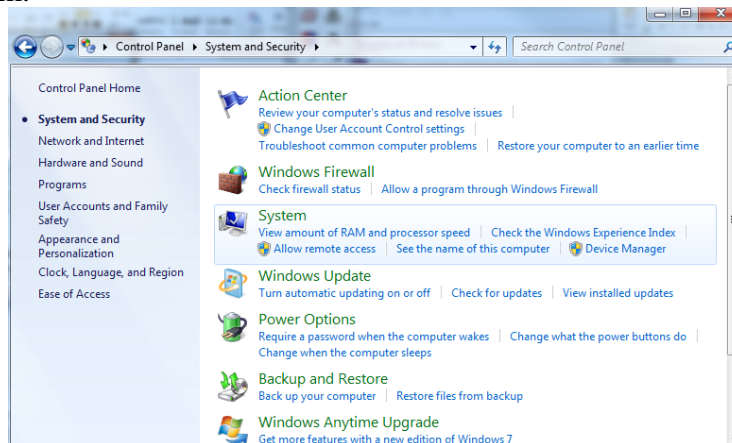 Control Panel ▸ System and Security ▸
Search Control Panel
Control Panel Home
System and Security
Network and Internet
Hardware and Sound
Programs
User Accounts and Family
Safety
Appearance and
Personalization
Clock, Language, and Region
Ease of Access
Action Center
Review your computer's status and resolve issues
Change User Account Control settings
Troubleshoot common computer problems | Restore your computer to an earlier time
Windows Firewall
Check firewall status | Allow a program through Windows Firewall
System
View amount of RAM and processor speed | Check the Windows Experience Index
Allow remote access | See the name of this computer | Device Manager
Windows Update
Turn automatic updating on or off | Check for updates | View installed updates
Power Options
Require a password when the computer wakes | Change what the power buttons do
Change when the computer sleeps
Backup and Restore
Back up your computer | Restore files from backup
Windows Anytime Upgrade
Get more features with a new edition of Windows 7